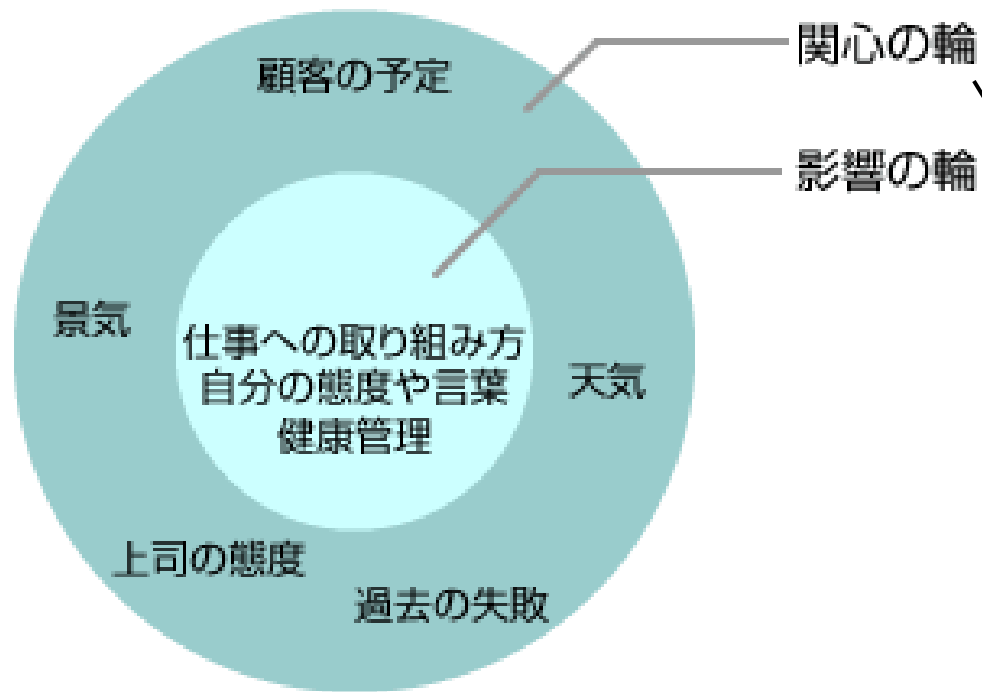 関心の輪
顧客の予定
影響の輪
景気
仕事への取り組み方
自分の態度や言葉
健康管理
天気
上司の態度
過去の失敗